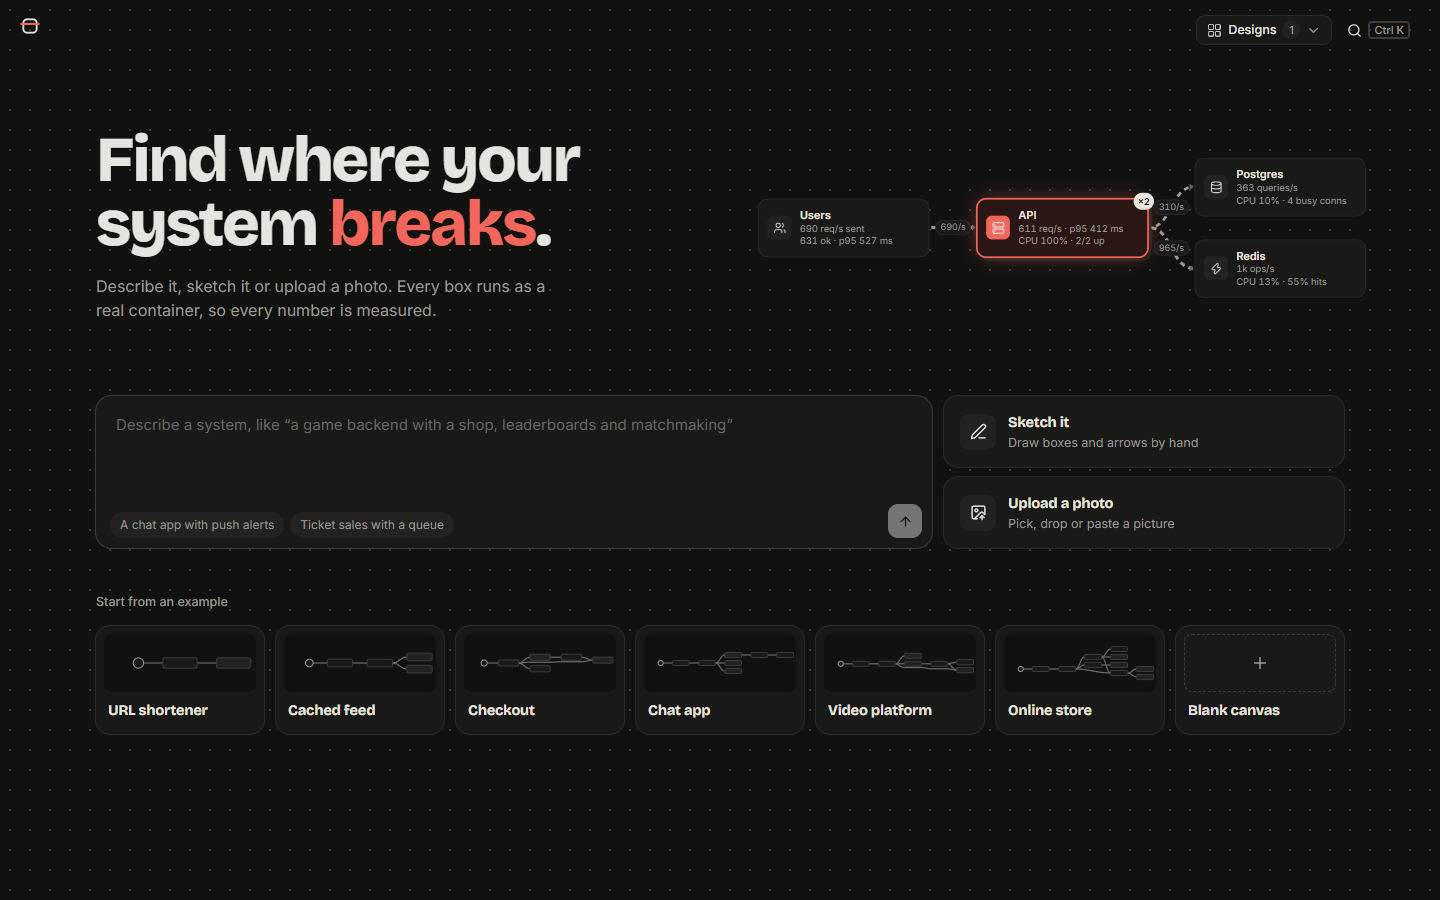 Designs 1
Ctrl K
Find where your
system breaks.
Describe it, sketch it or upload a photo. Every box runs as a
real container, so every number is measured.
Users
690 req/s sent
631 ok · p95 527 ms
690/s
×2
API
611 req/s · p95 412 ms
CPU 100% · 2/2 up
310/s
965/s
Postgres
363 queries/s
CPU 10% · 4 busy conns
Redis
1k ops/s
CPU 13% · 55% hits
Describe a system, like “a game backend with a shop, leaderboards and matchmaking”
A chat app with push alerts
Ticket sales with a queue
Sketch it
Draw boxes and arrows by hand
Upload a photo
Pick, drop or paste a picture
Start from an example
URL shortener
Cached feed
Checkout
Chat app
Video platform
Online store
Blank canvas